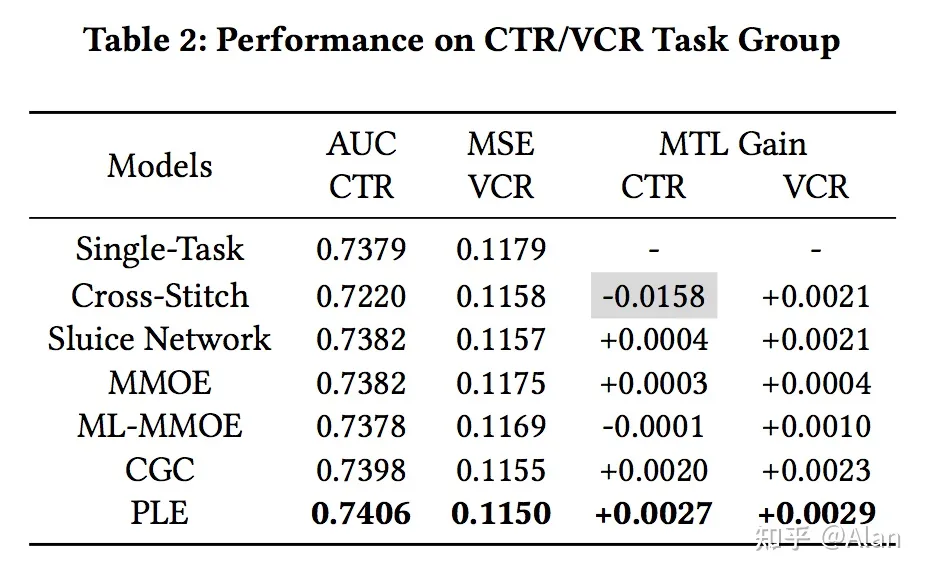 Table 2: Performance on CTR/VCR Task Group
Models AUC MSE MTL Gain
CTR VCR CTR VCR
Single-Task 0.7379 0.1179 - -
Cross-Stitch 0.7220 0.1158 -0.0158 +0.0021
Sluice Network 0.7382 0.1157 +0.0004 +0.0021
MMOE 0.7382 0.1175 +0.0003 +0.0004
ML-MMOE 0.7378 0.1169 -0.0001 +0.0010
CGC 0.7398 0.1155 +0.0020 +0.0023
PLE 0.7406 0.1150 +0.0027 +0.0029
知乎 @Alan